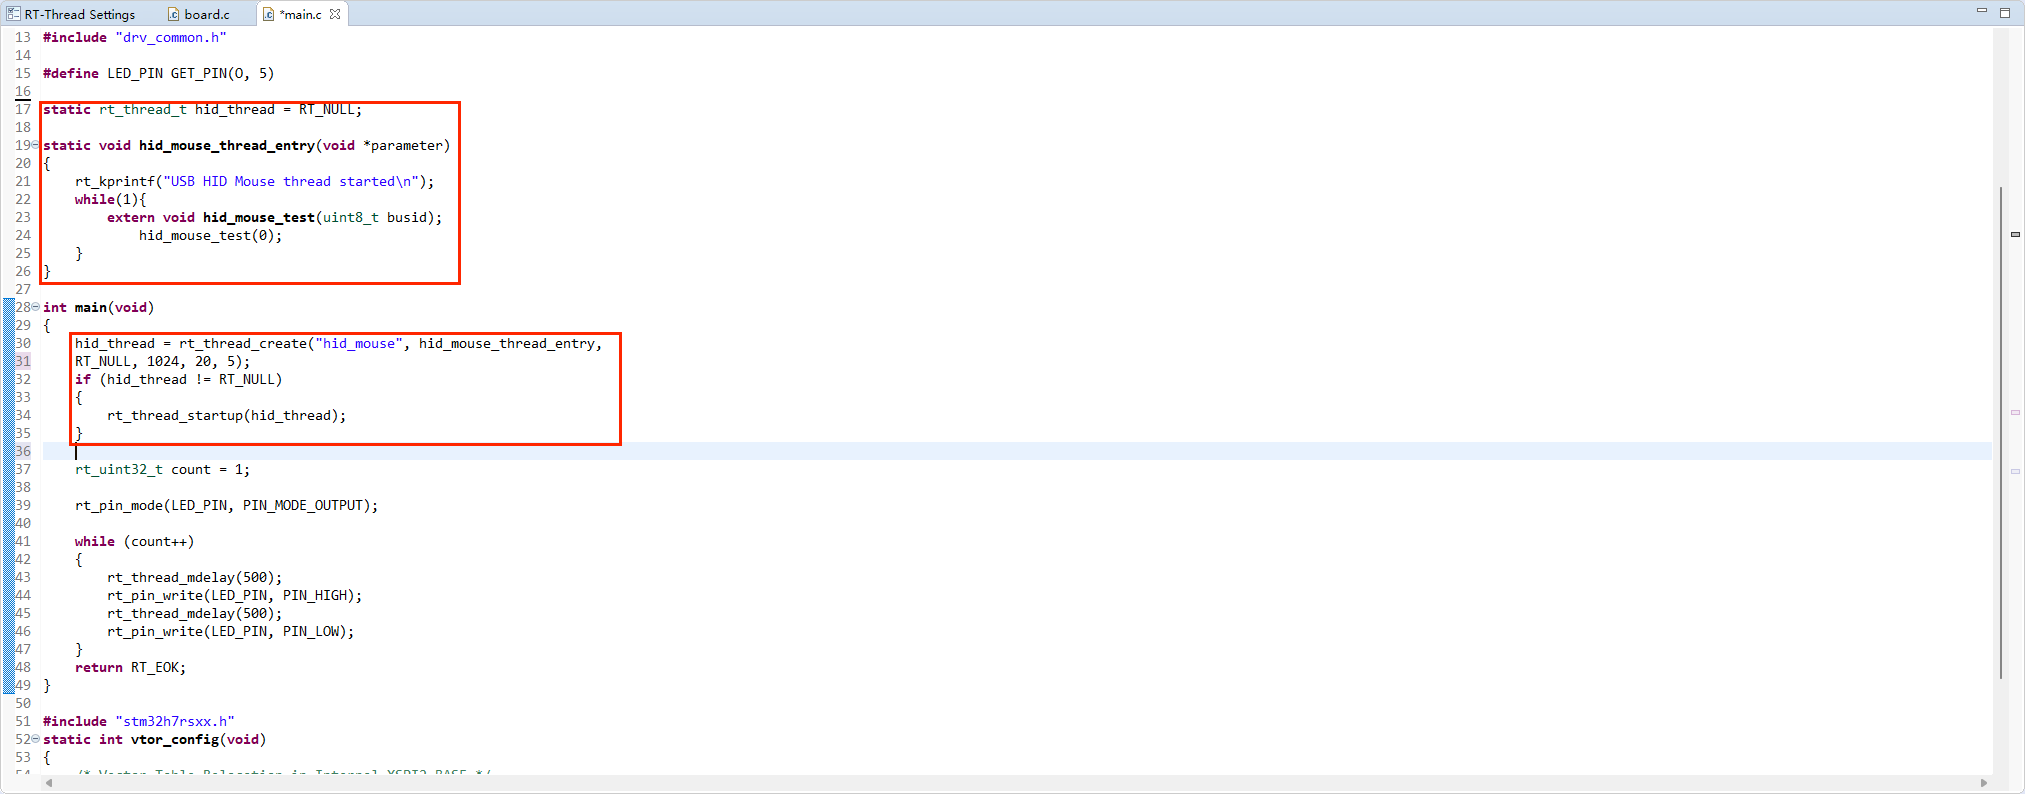 RT-Thread Settings board.c *main.c
13 #include "drv_common.h"
14
15 #define LED_PIN GET_PIN(O, 5)
16
17 static rt_thread_t hid_thread = RT_NULL;
18
19 static void hid_mouse_thread_entry(void *parameter)
20 {
21     rt_kprintf("USB HID Mouse thread started\n");
22     while(1){
23         extern void hid_mouse_test(uint8_t busid);
24             hid_mouse_test(0);
25     }
26 }
27
28 int main(void)
29 {
30     hid_thread = rt_thread_create("hid_mouse", hid_mouse_thread_entry,
31     RT_NULL, 1024, 20, 5);
32     if (hid_thread != RT_NULL)
33     {
34         rt_thread_startup(hid_thread);
35     }
36
37     rt_uint32_t count = 1;
38
39     rt_pin_mode(LED_PIN, PIN_MODE_OUTPUT);
40
41     while (count++)
42     {
43         rt_thread_mdelay(500);
44         rt_pin_write(LED_PIN, PIN_HIGH);
45         rt_thread_mdelay(500);
46         rt_pin_write(LED_PIN, PIN_LOW);
47     }
48     return RT_EOK;
49 }
50
51 #include "stm32h7rsxx.h"
52 static int vtor_config(void)
53 {
54     /* Vector Table Relocation in Internal XSPI2_BASE */